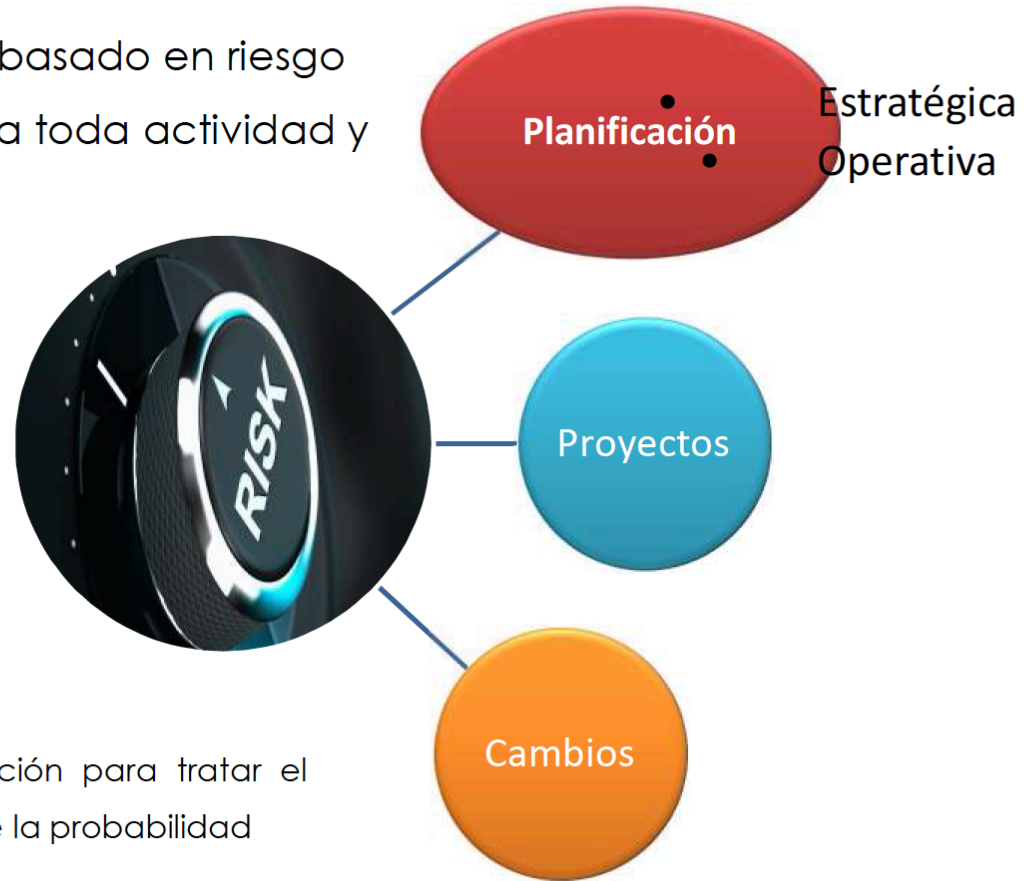 basado en riesgo
a toda actividad y
Planificación
• Estratégica
• Operativa
RISK
Proyectos
Cambios
ción para tratar el
e la probabilidad